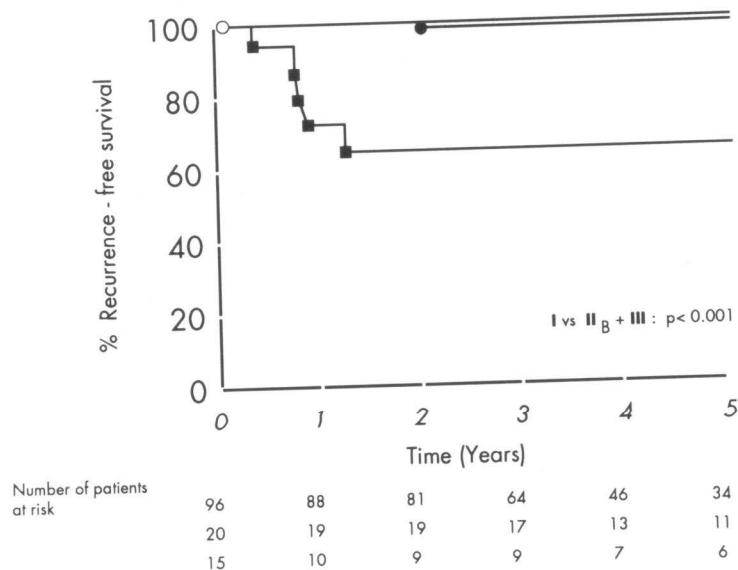 % Recurrence - free survival
100
80
60
40
20
0
I vs II B + III : p< 0.001
0 1 2 3 4 5
Time (Years)
Number of patients
at risk
96 88 81 64 46 34
20 19 19 17 13 11
15 10 9 9 7 6